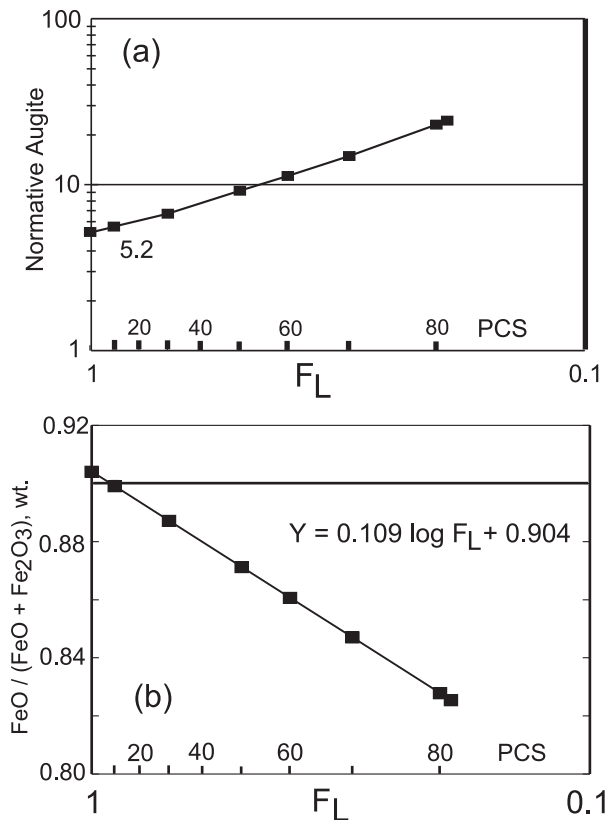 100
(a)
Normative Augite
10
5.2
20 40 60 80 PCS
1
1 FL 0.1
0.92
FeO / (FeO + Fe2O3), wt.
Y = 0.109 log FL + 0.904
0.88
0.84
(b)
20 40 60 80 PCS
0.80
1 FL 0.1